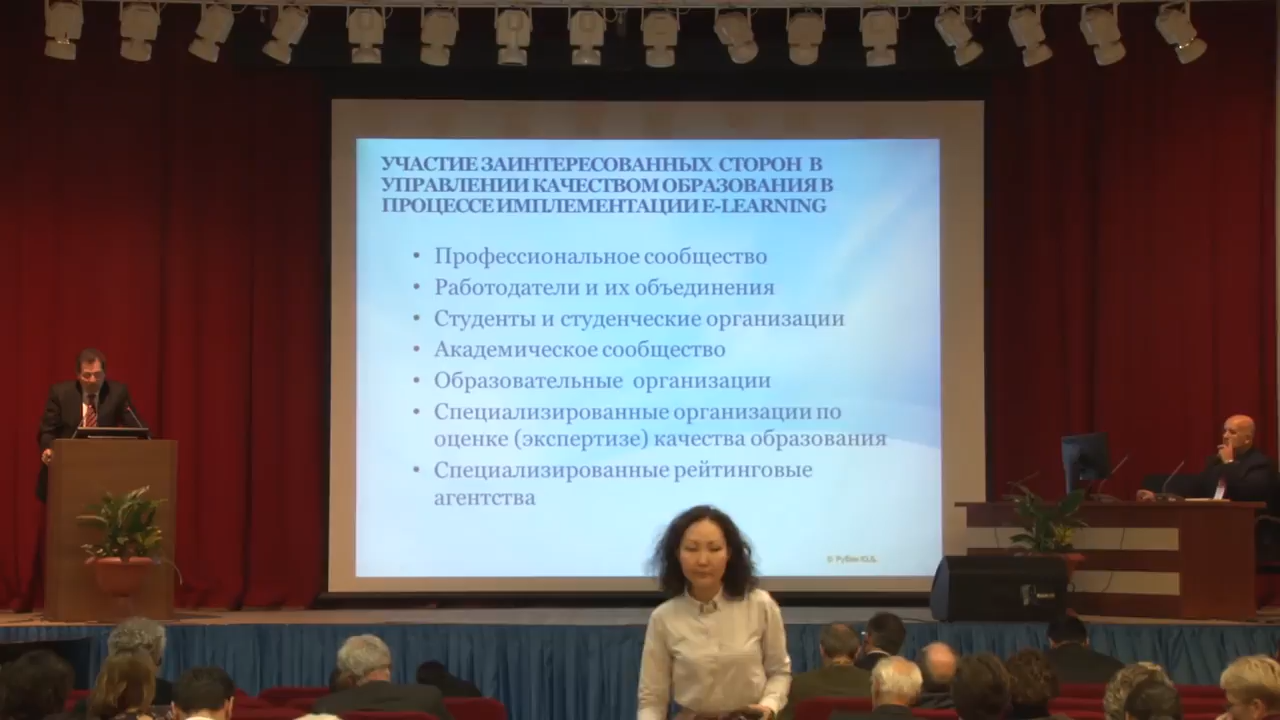 УЧАСТИЕ ЗАИНТЕРЕСОВАННЫХ СТОРОН В
УПРАВЛЕНИИ КАЧЕСТВОМ ОБРАЗОВАНИЯ В
ПРОЦЕССЕ ИМПЛЕМЕНТАЦИИ E-LEARNING
• Профессиональное сообщество
• Работодатели и их объединения
• Студенты и студенческие организации
• Академическое сообщество
• Образовательные организации
• Специализированные организации по
оценке (экспертизе) качества образования
• Специализированные рейтинговые
агентства
© Рубин Ю.Б.